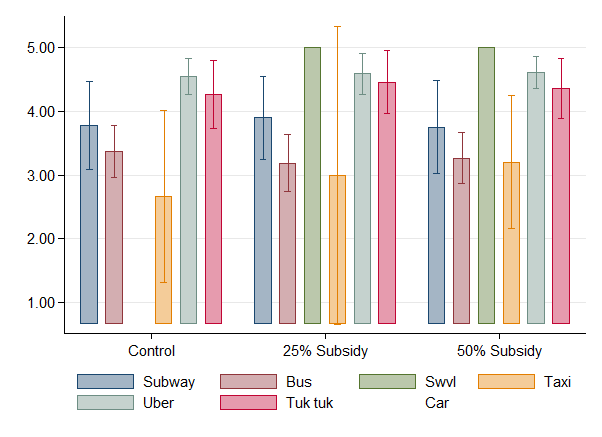 5.00
4.00
3.00
2.00
1.00
Control 25% Subsidy 50% Subsidy
Subway Bus Swvl Taxi
Uber Tuk tuk Car